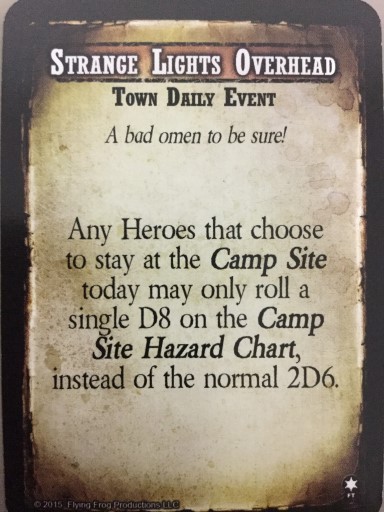 STRANGE LIGHTS OVERHEAD
TOWN DAILY EVENT
A bad omen to be sure!
Any Heroes that choose
to stay at the Camp Site
today may only roll a
single D8 on the Camp
Site Hazard Chart,
instead of the normal 2D6.
FT
© 2015 Flying Frog Productions LLC